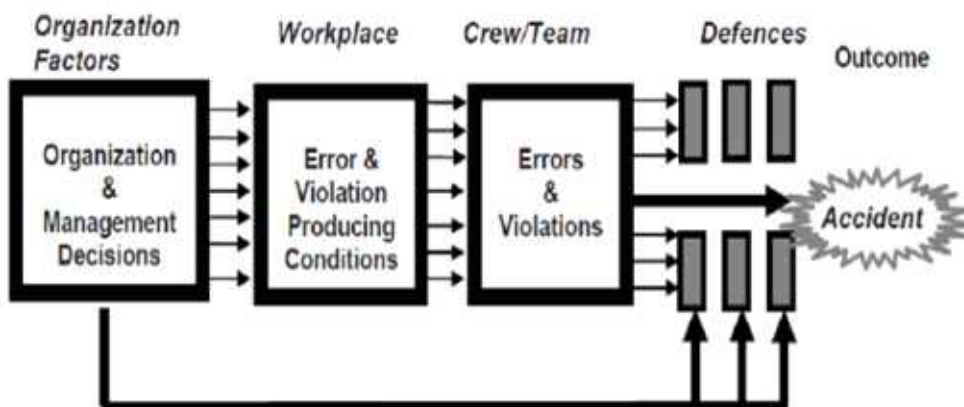 Organization
Factors
Workplace
Crew/Team
Defences
Outcome
Organization
&
Management
Decisions
Error &
Violation
Producing
Conditions
Errors
&
Violations
Accident